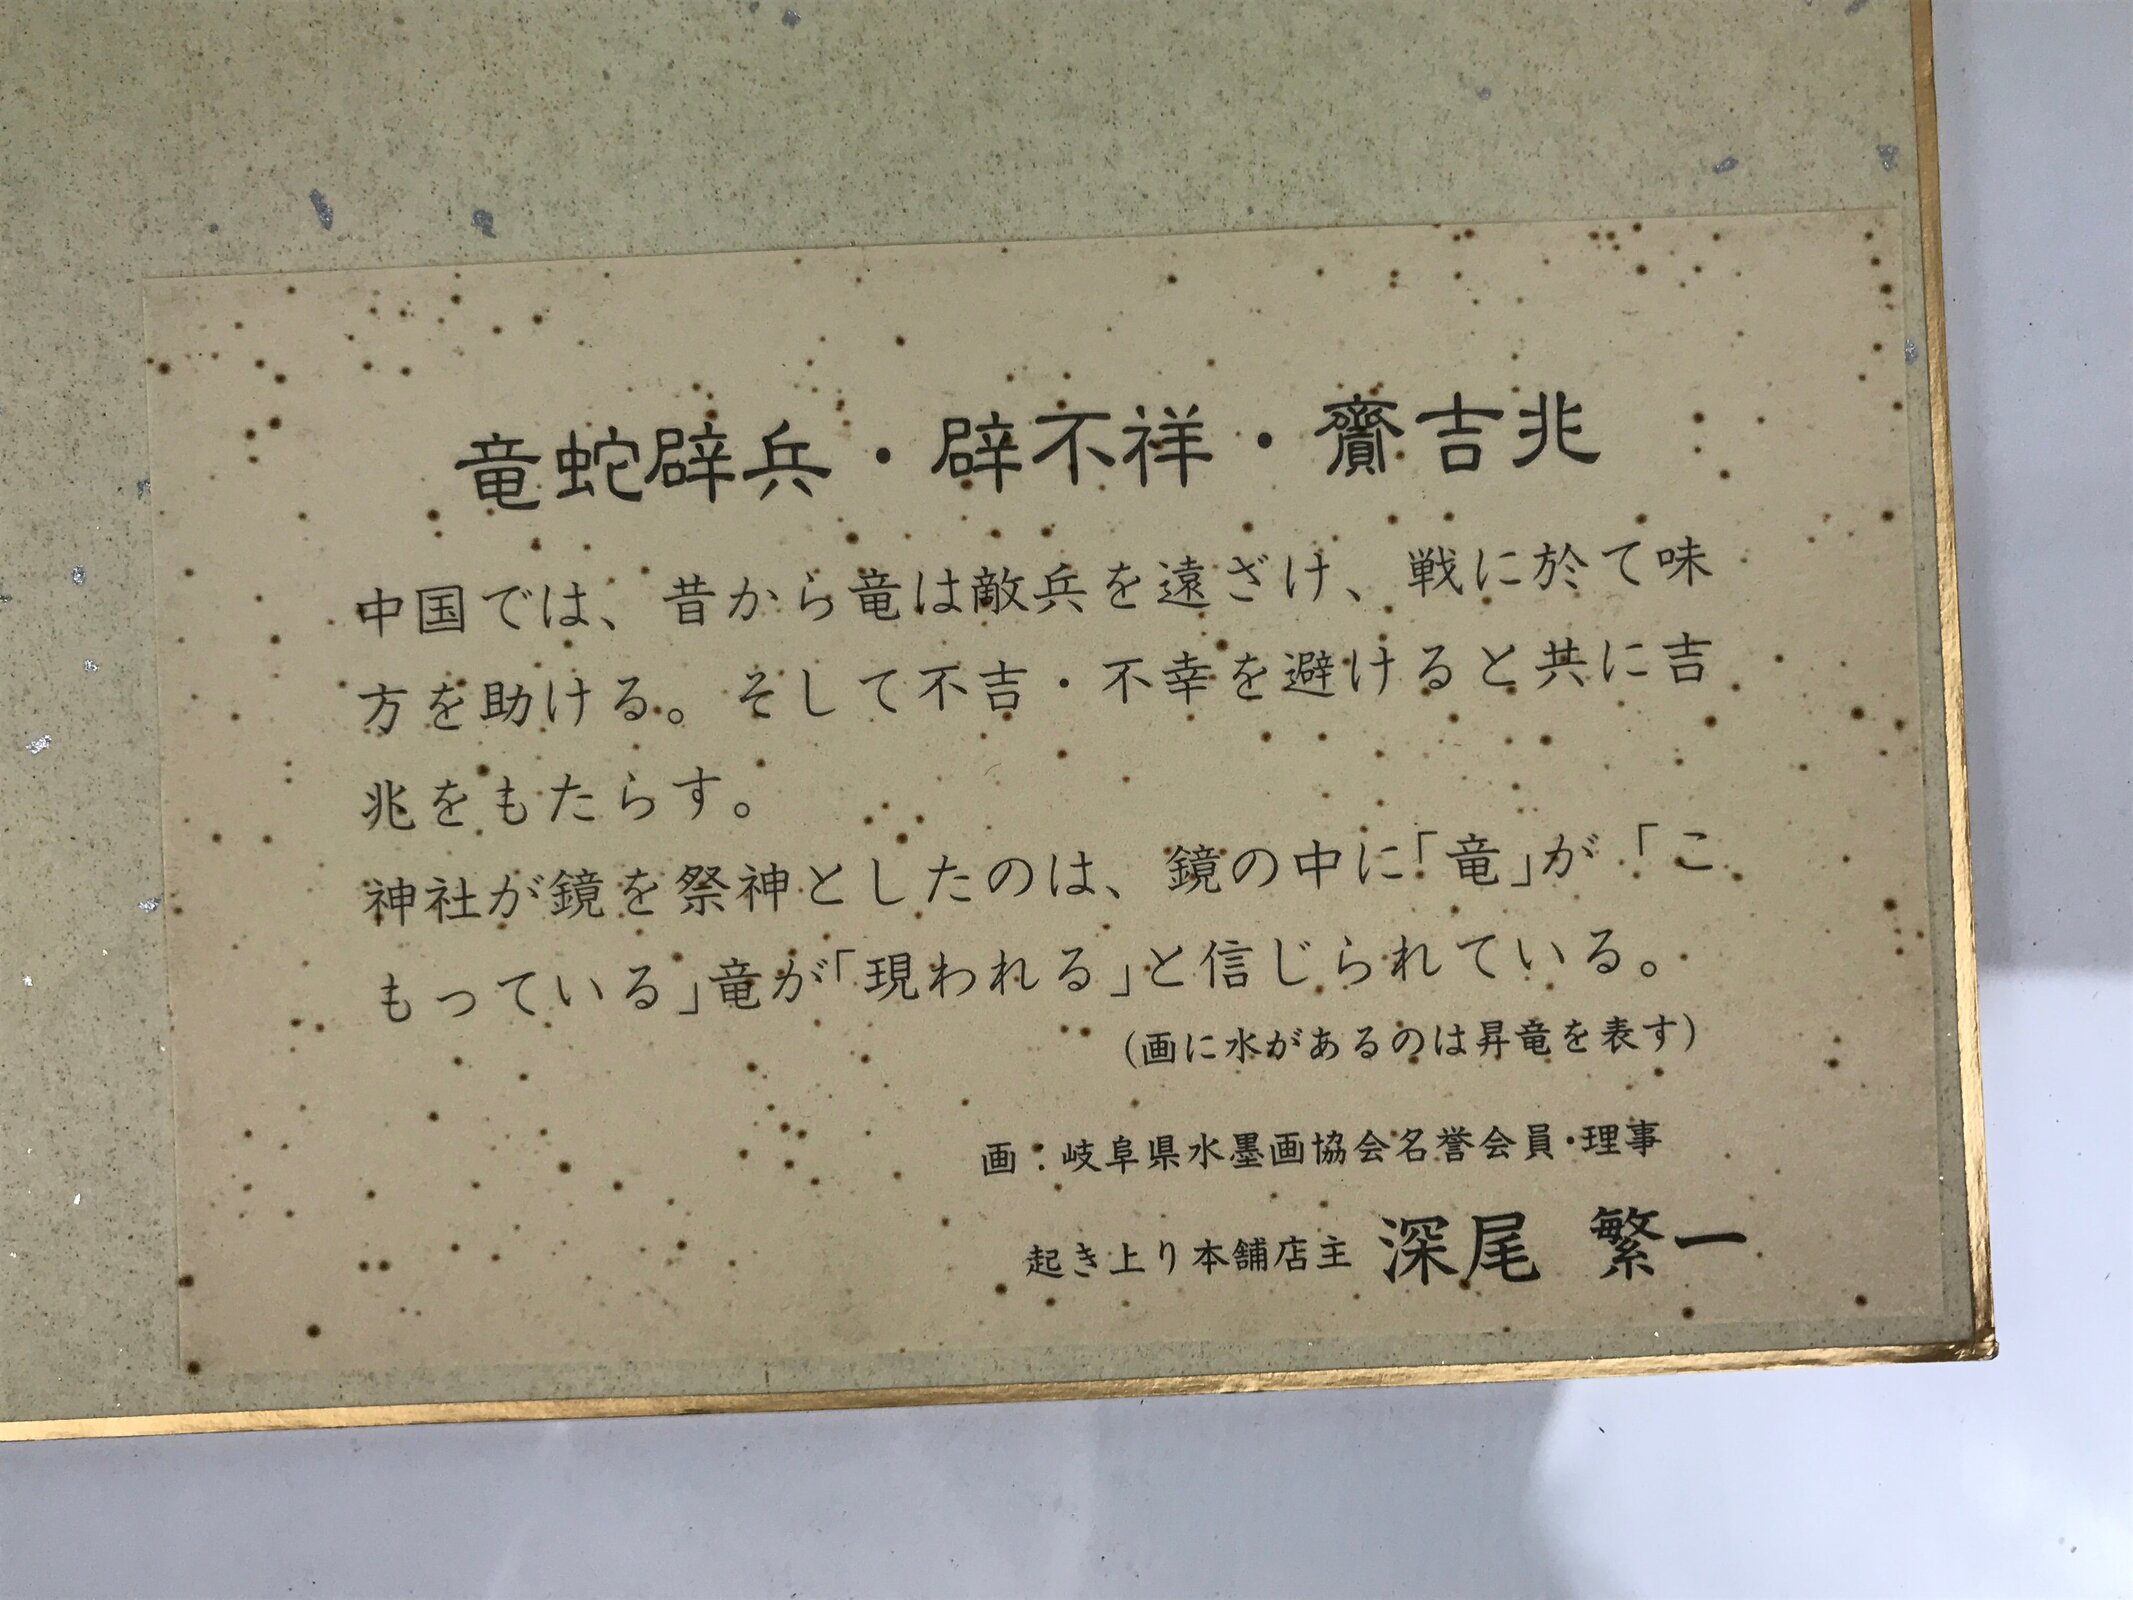 竜蛇辟兵・辟不祥・齎吉兆
中国では、昔から竜は敵兵を遠ざけ、戦に於て味
方を助ける。そして不吉・不幸を避けると共に吉
兆をもたらす。
神社が鏡を祭神としたのは、鏡の中に「竜」が「こ
もっている」竜が「現われる」と信じられている。
(画に水があるのは昇竜を表す)
画：岐阜県水墨画協会名誉会員・理事
起き上り本舗店主 深尾 繁一